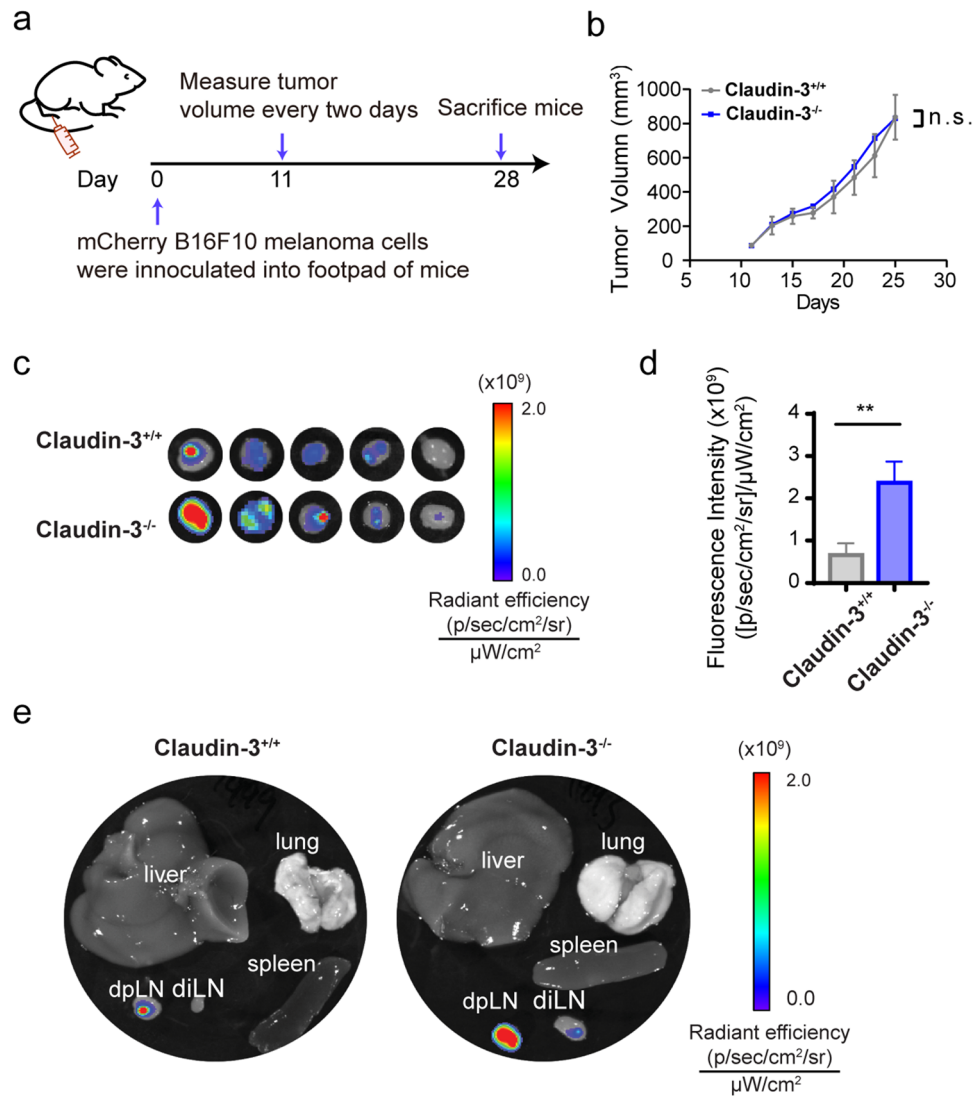 a
Measure tumor
volume every two days
Sacrifice mice
Day 0 11 28
mCherry B16F10 melanoma cells
were innoculated into footpad of mice
b
Tumor Volumn (mm³)
1000
800
600
400
200
0
5 10 15 20 25 30
Days
Claudin-3⁺/⁺
Claudin-3⁻/⁻
n.s.
c
Claudin-3⁺/⁺
Claudin-3⁻/⁻
(x10⁹)
2.0
0.0
Radiant efficiency
(p/sec/cm²/sr)
µW/cm²
d
Fluorescence Intensity (x10⁹)
([p/sec/cm²/sr]/µW/cm²)
4
3
2
1
0
**
Claudin-3⁺/⁺
Claudin-3⁻/⁻
e
Claudin-3⁺/⁺
liver
lung
spleen
dpLN diLN
Claudin-3⁻/⁻
liver
lung
spleen
dpLN diLN
(x10⁹)
2.0
0.0
Radiant efficiency
(p/sec/cm²/sr)
µW/cm²